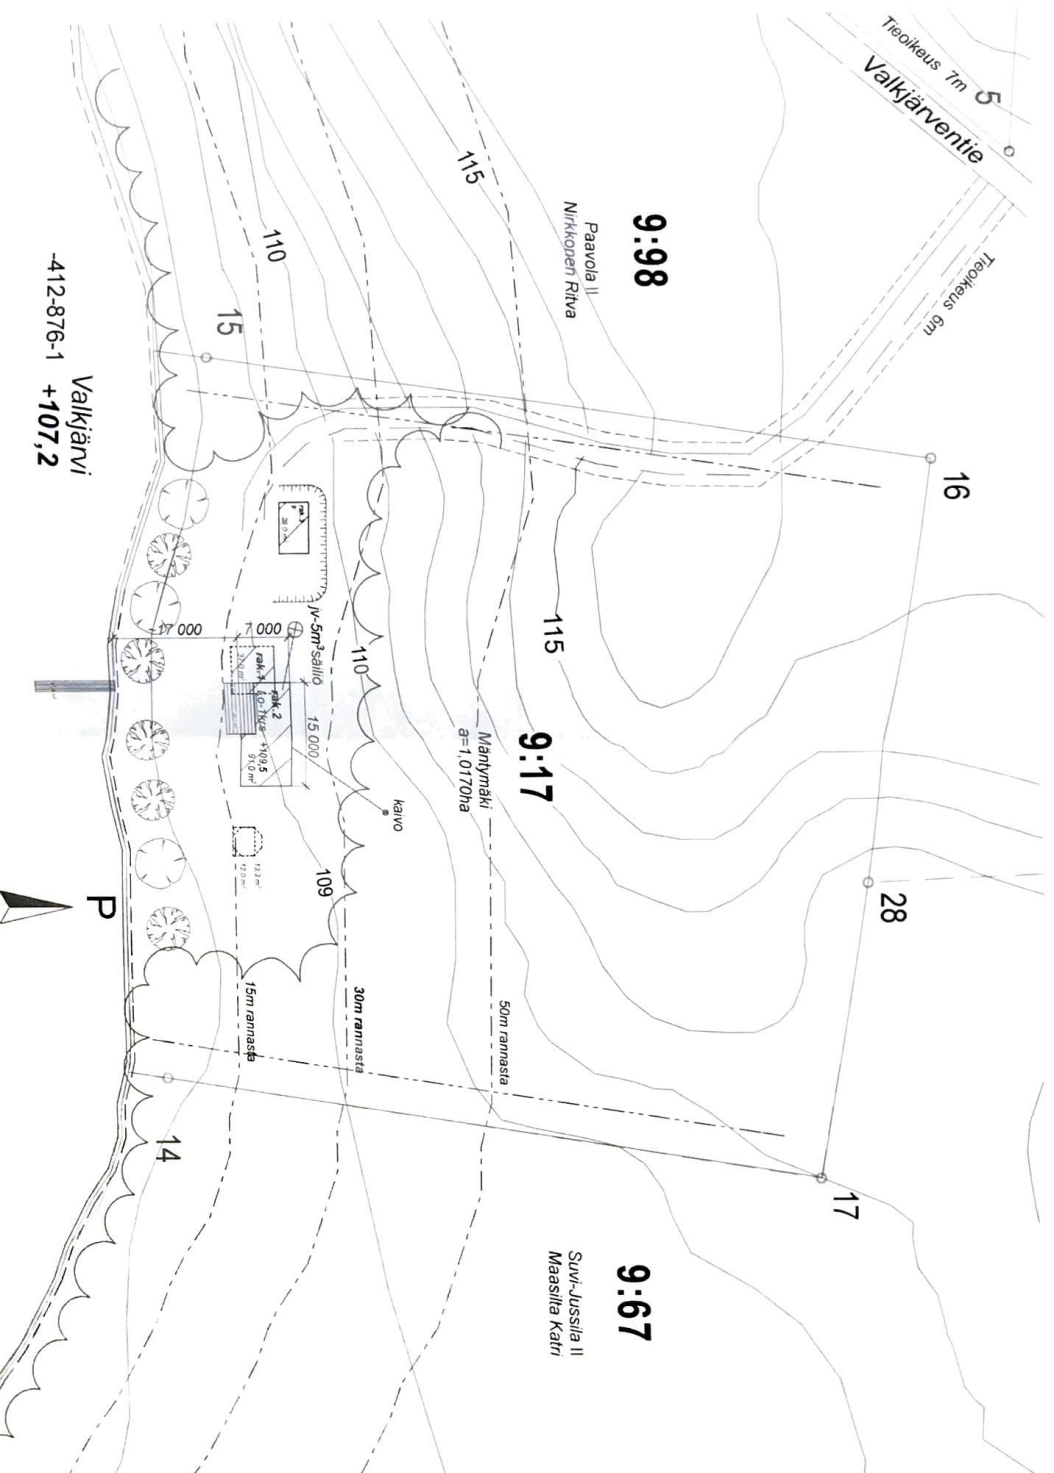 Tieoikeus 7m
5
Valkjärventie
Tieoikeus 6m
16
28
17
9:98
Paavola II
Nirkkopen Ritva
115
110
15
115
9:17
Mäntymäki
a=1,0170ha
50m rannasta
9:67
Suvi-Jussila II
Maasilta Katri
110
kaivo
109
30m rannasta
jv-5m³säiliö
15 000
7 000
17 000
rak.1
rak.2
+109,5
91,0 m²
15m rannasta
14
P
Valkjärvi
-412-876-1 +107,2